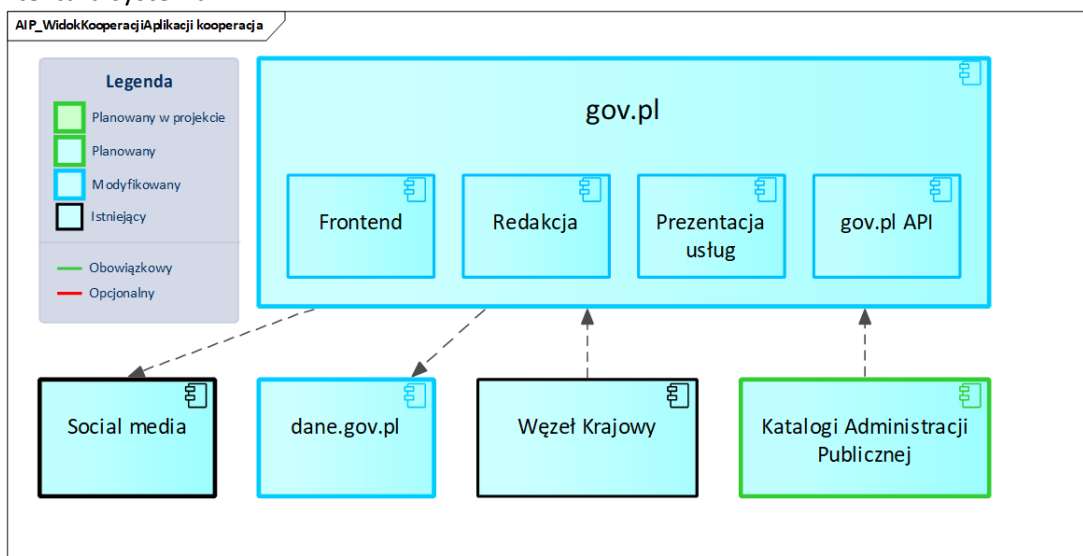 AIP_WidokKooperacjiAplikacji kooperacja
Legenda
Planowany w projekcie
Planowany
Modyfikowany
Istniejący
Obowiązkowy
Opcjonalny
gov.pl
Frontend
Redakcja
Prezentacja
usług
gov.pl API
Social media
dane.gov.pl
Węzeł Krajowy
Katalogi Administracji
Publicznej